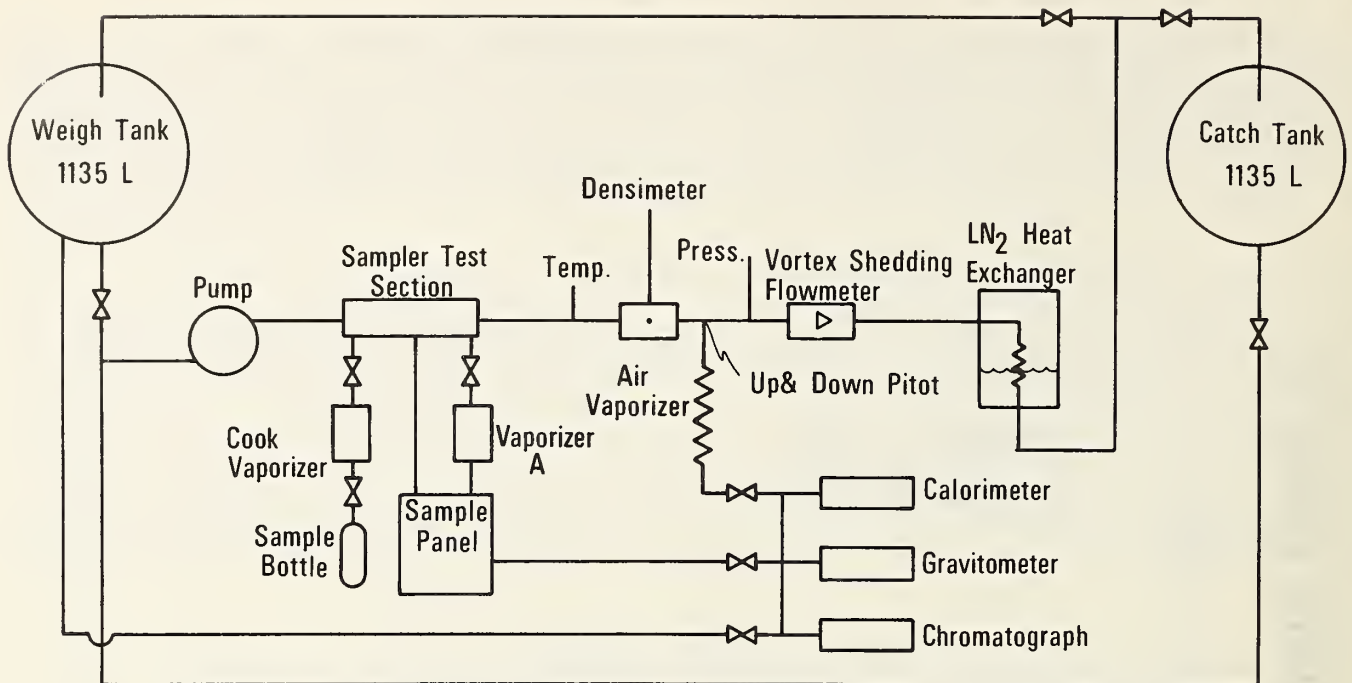 Weigh Tank
1135 L
Catch Tank
1135 L
Densimeter
LN2 Heat
Exchanger
Press.
Vortex Shedding
Flowmeter
Sampler Test
Section
Temp.
Pump
Air
Vaporizer
Up& Down Pitot
Cook
Vaporizer
Vaporizer
A
Calorimeter
Sample
Panel
Sample
Bottle
Gravitometer
Chromatograph